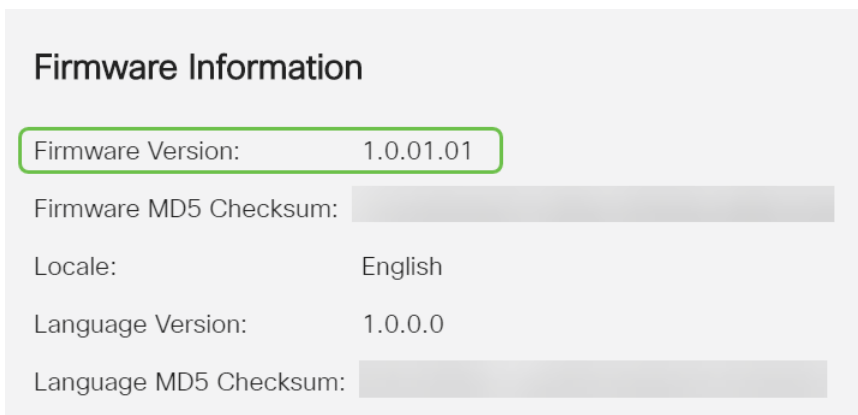 Firmware Information
Firmware Version: 1.0.01.01
Firmware MD5 Checksum:
Locale: English
Language Version: 1.0.0.0
Language MD5 Checksum: